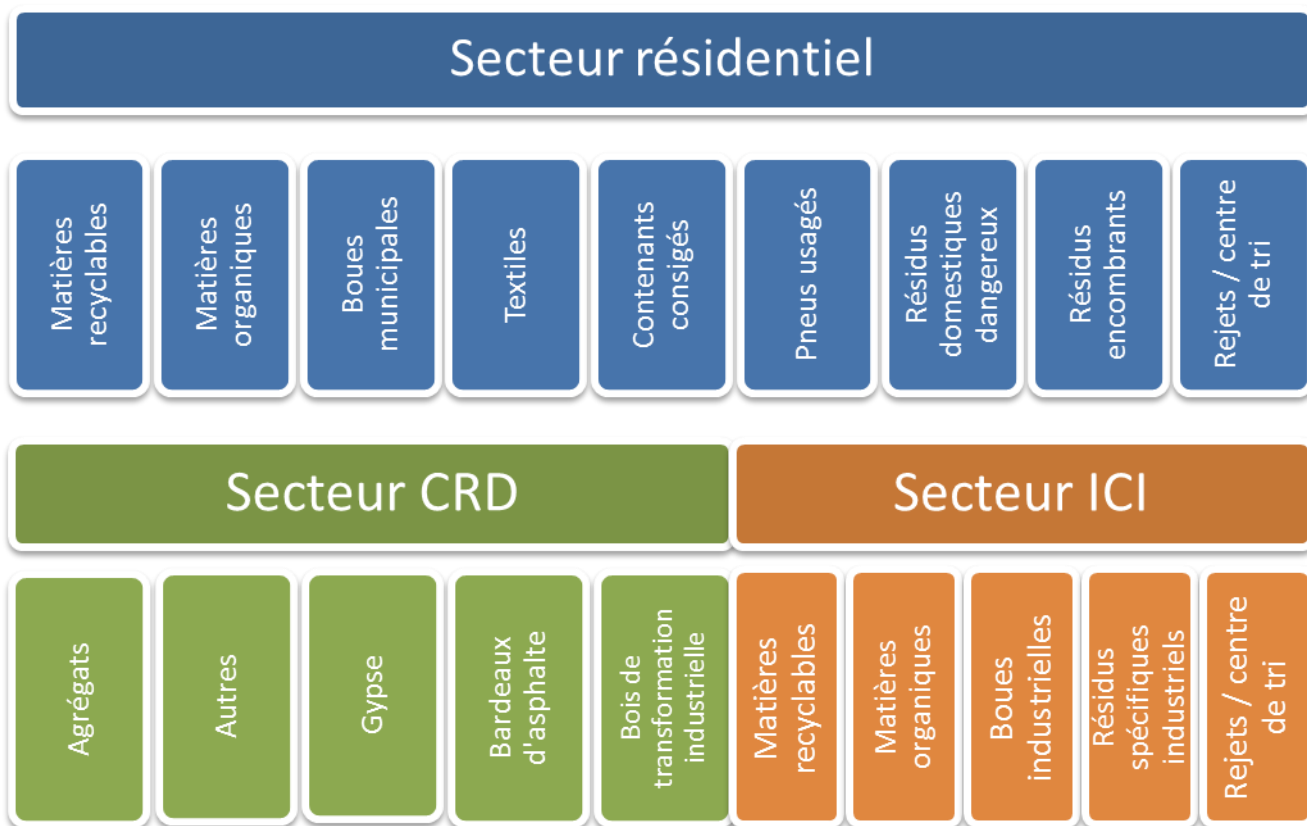 Secteur résidentiel
Matières
recyclables
Matières
organiques
Boues
municipales
Textiles
Contenants
consignés
Pneus usagés
Résidus
domestiques
dangereux
Résidus
encombrants
Rejets / centre
de tri
Secteur CRD
Secteur ICI
Agrégats
Autres
Gypse
Bardeaux
d'asphalte
Bois de
transformation
industrielle
Matières
recyclables
Matières
organiques
Boues
industrielles
Résidus
spécifiques
industriels
Rejets / centre
de tri